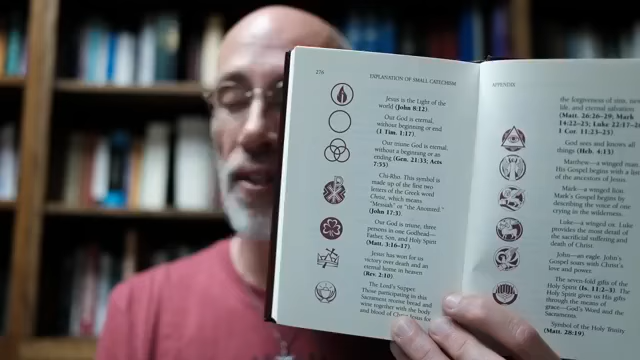 276 EXPLANATION OF SMALL CATECHISM
Jesus is the Light of the
world (John 8:12).
Our God is eternal,
without beginning or end
(1 Tim. 1:17).
Our triune God is eternal,
without a beginning or an
ending (Gen. 21:33; Acts
Chi-Rho. This symbol is
made up of the first two
letters of the Greek word
Christ, which means
"Messiah" or "the Anointed."
(John 17:3)
Our God is triune, three
persons in one Godhead—
Father, Son, and Holy Spirit
(Matt. 3:16–17)
Jesus has won for us
victory over death and an
eternal home in heaven
(Rev. 2:10)
The Lord's Supper.
Those participating in this
Sacrament receive bread and
wine together with the body
and blood of Jesus for
APPENDIX
the forgiveness of sins, new
life, and eternal salvation
(Matt. 26:26–29; Mark
14:22–25; Luke 22:17
1 Cor. 11:23–25)
God sees and knows all
things (Heb. 4:13)
Matthew—a winged man.
His Gospel begins with a list
of the ancestors of Jesus
Mark—a winged lion.
Mark's Gospel begins by
describing the voice of one
crying in the wilderness.
Luke—a winged ox. Luke
provides the most detail of
the sacrificial suffering and
death of Christ.
John—an eagle. John's
Gospel soars with Christ's
love and power.
The seven-fold gifts of the
Holy Spirit (Is. 11:2–3). The
Holy Spirit gives us His gifts
through the means of
grace—God's Word and the
Sacraments
Symbol of the Holy Trinity
(Matt. 28:19)